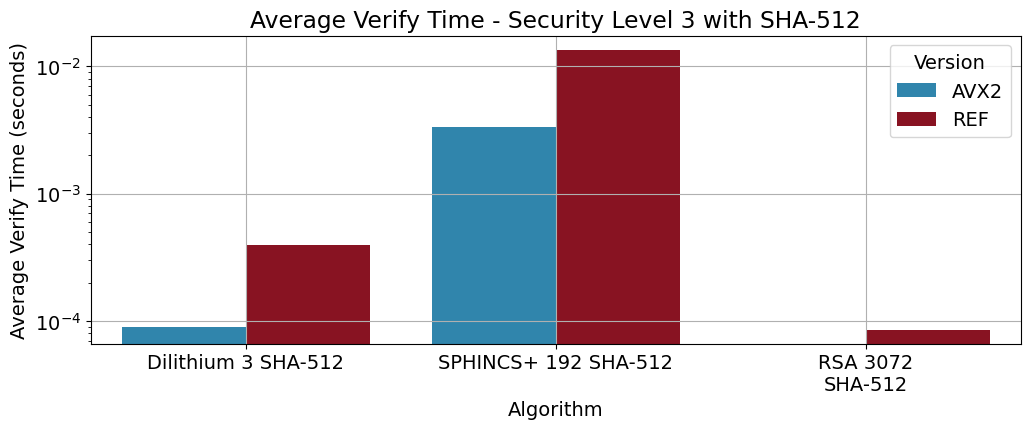 Average Verify Time - Security Level 3 with SHA-512
Average Verify Time (seconds)
10⁻²
10⁻³
10⁻⁴
Version
AVX2
REF
Dilithium 3 SHA-512
SPHINCS+ 192 SHA-512
RSA 3072
SHA-512
Algorithm